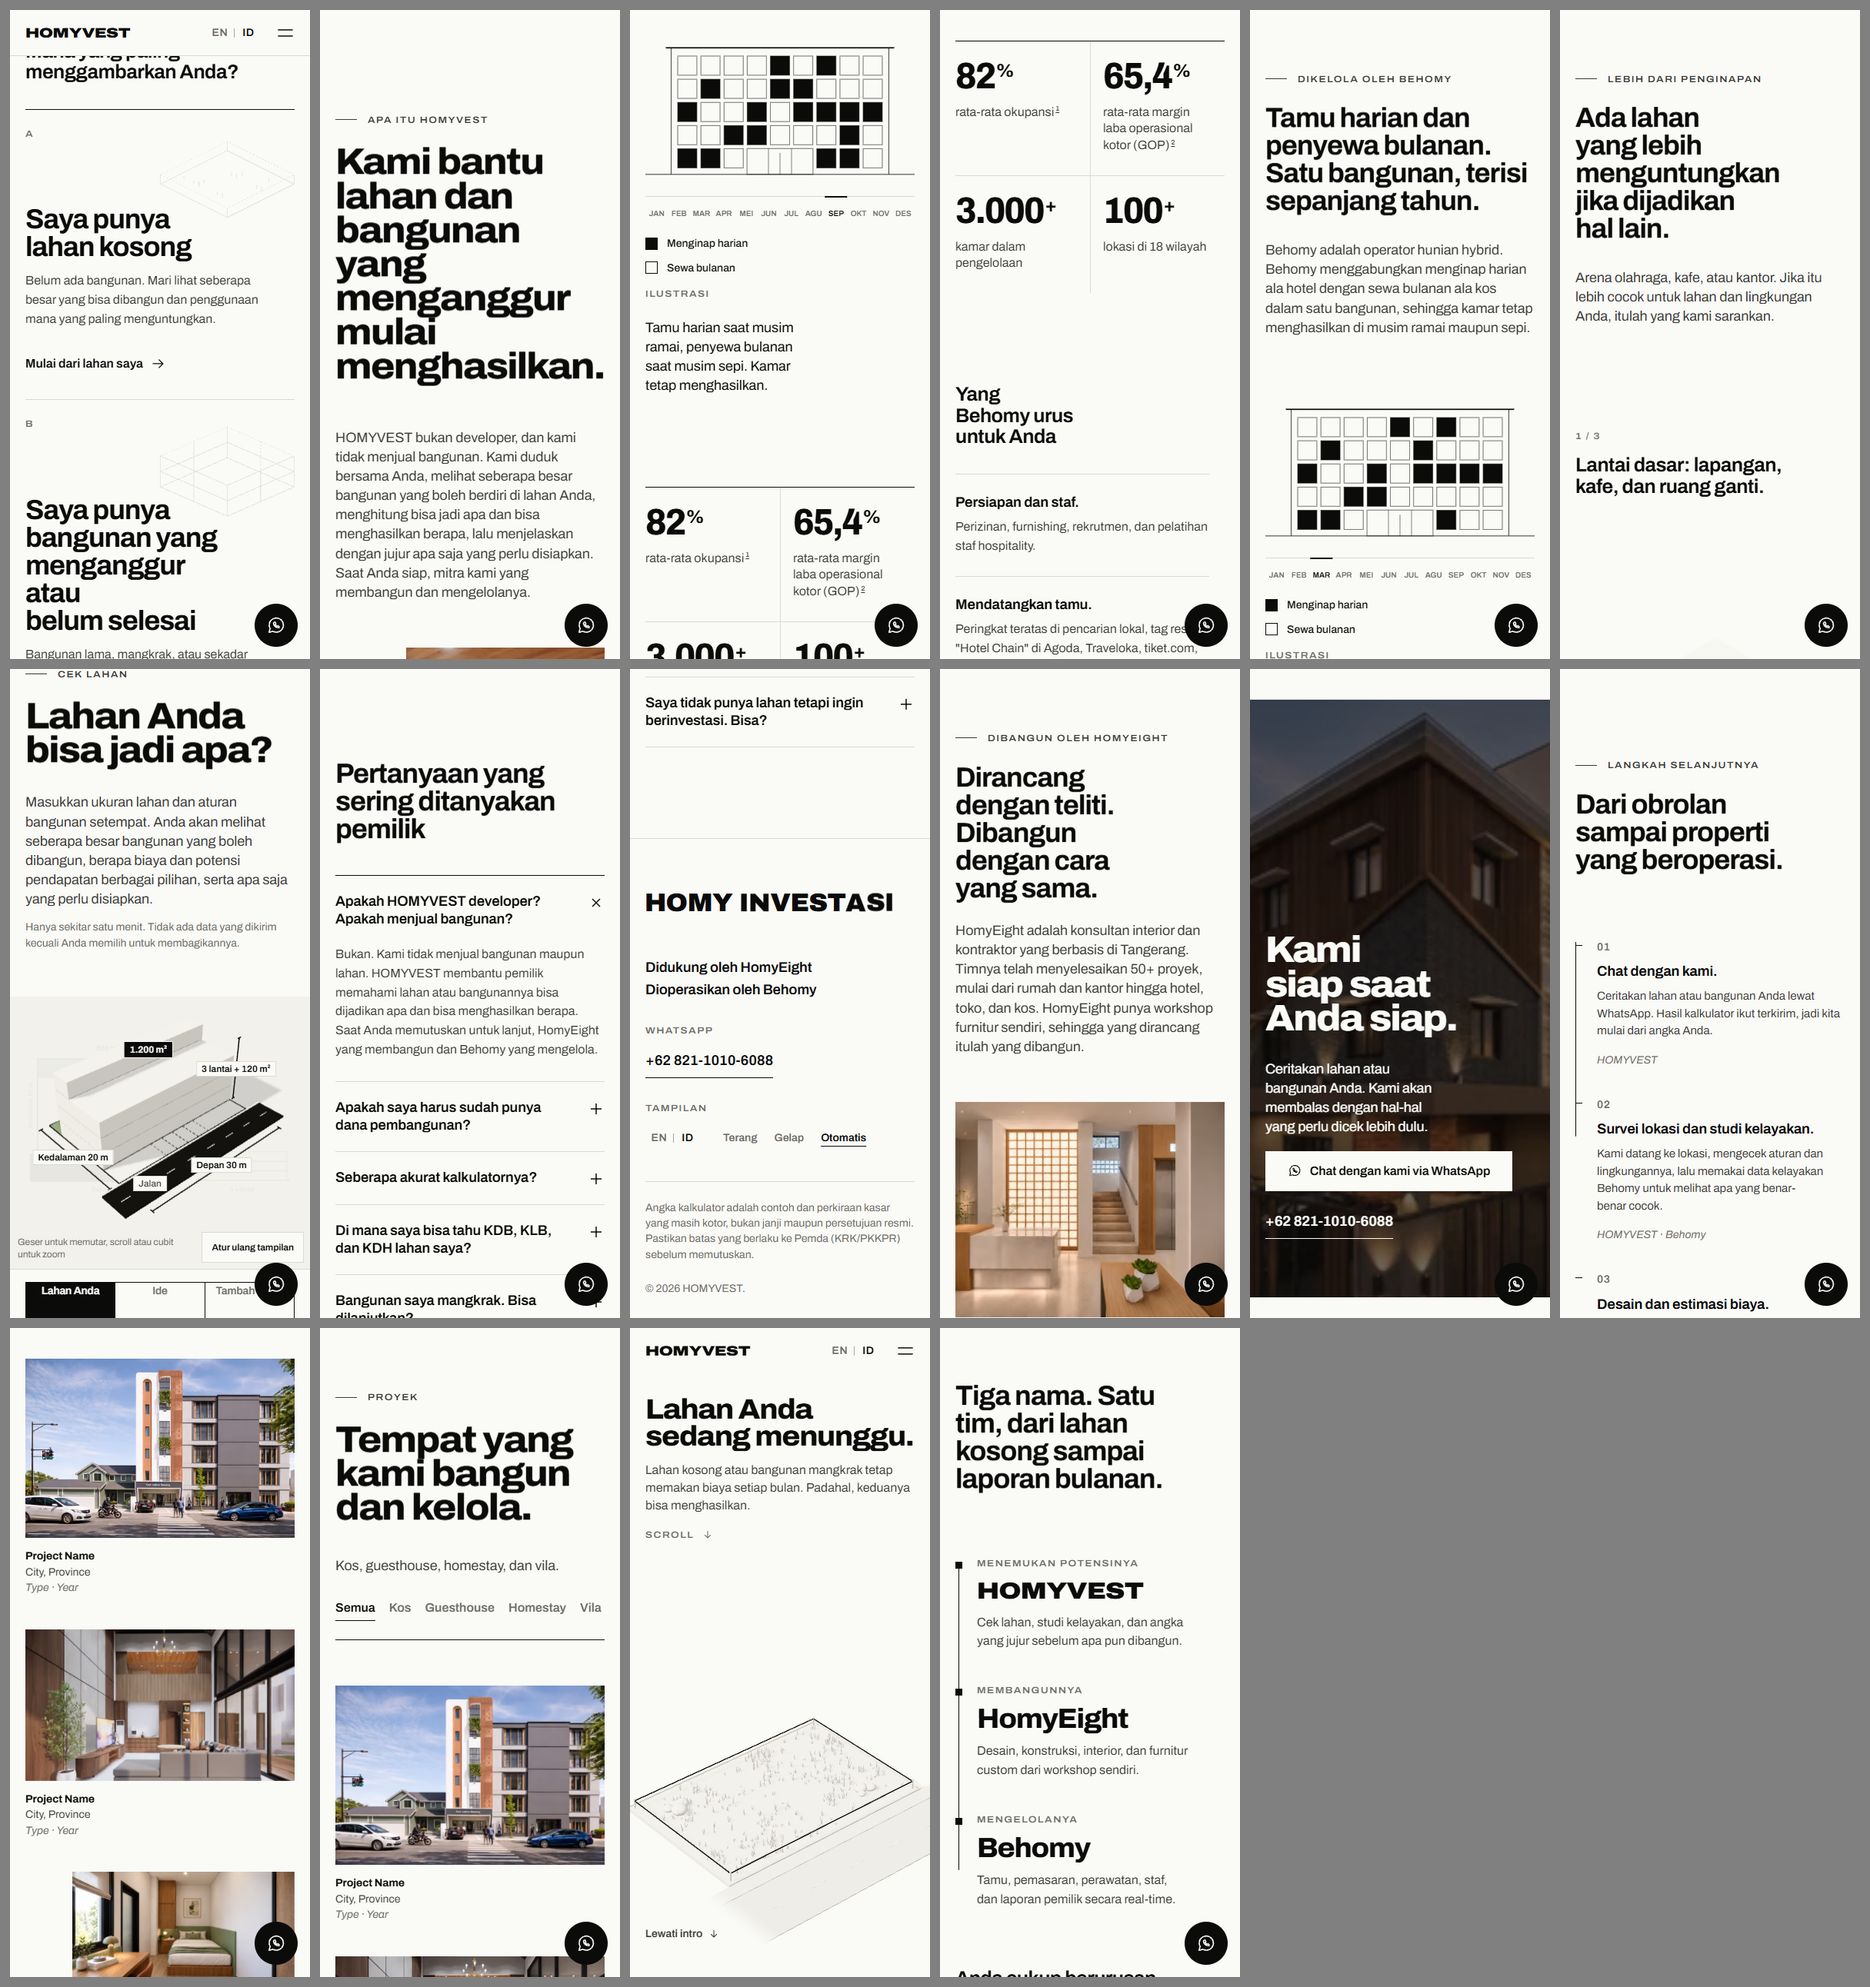 HOMYVEST
EN | ID
menggambarkan Anda?
A
Saya punya
lahan kosong
Belum ada bangunan. Mari lihat seberapa
besar yang bisa dibangun dan penggunaan
mana yang paling menguntungkan.
Mulai dari lahan saya →
B
Saya punya
bangunan yang
menganggur
atau
belum selesai
Bangunan lama, mangkrak, atau sekadar
APA ITU HOMYVEST
Kami bantu
lahan dan
bangunan
yang
menganggur
mulai
menghasilkan.
HOMYVEST bukan developer, dan kami
tidak menjual bangunan. Kami duduk
bersama Anda, melihat seberapa besar
bangunan yang boleh berdiri di lahan Anda,
menghitung bisa jadi apa dan bisa
menghasilkan berapa, lalu menjelaskan
dengan jujur apa saja yang perlu disiapkan.
Saat Anda siap, mitra kami yang
membangun dan mengelolanya.
JAN FEB MAR APR MEI JUN JUL AGU SEP OKT NOV DES
Menginap harian
Sewa bulanan
ILUSTRASI
Tamu harian saat musim
ramai, penyewa bulanan
saat musim sepi. Kamar
tetap menghasilkan.
82% 65,4%
rata-rata okupansi1 rata-rata margin
laba operasional
kotor (GOP)2
3.000+ 100+
82% 65,4%
rata-rata okupansi1 rata-rata margin
laba operasional
kotor (GOP)2
3.000+ 100+
kamar dalam lokasi di 18 wilayah
pengelolaan
Yang
Behomy urus
untuk Anda
Persiapan dan staf.
Perizinan, furnishing, rekrutmen, dan pelatihan
staf hospitality.
Mendatangkan tamu.
Peringkat teratas di pencarian lokal, tag
"Hotel Chain" di Agoda, Traveloka, tiket.com,
DIKELOLA OLEH BEHOMY
Tamu harian dan
penyewa bulanan.
Satu bangunan, terisi
sepanjang tahun.
Behomy adalah operator hunian hybrid.
Behomy menggabungkan menginap harian
ala hotel dengan sewa bulanan ala kos
dalam satu bangunan, sehingga kamar tetap
menghasilkan di musim ramai maupun sepi.
JAN FEB MAR APR MEI JUN JUL AGU SEP OKT NOV DES
Menginap harian
Sewa bulanan
ILUSTRASI
LEBIH DARI PENGINAPAN
Ada lahan
yang lebih
menguntungkan
jika dijadikan
hal lain.
Arena olahraga, kafe, atau kantor. Jika itu
lebih cocok untuk lahan dan lingkungan
Anda, itulah yang kami sarankan.
1 / 3
Lantai dasar: lapangan,
kafe, dan ruang ganti.
CEK LAHAN
Lahan Anda
bisa jadi apa?
Masukkan ukuran lahan dan aturan
bangunan setempat. Anda akan melihat
seberapa besar bangunan yang boleh
dibangun, berapa biaya dan potensi
pendapatan berbagai pilihan, serta apa saja
yang perlu disiapkan.
Hanya sekitar satu menit. Tidak ada data yang dikirim
kecuali Anda memilih untuk membagikannya.
1.200 m²
3 lantai + 120 m²
Kedalaman 20 m
Depan 30 m
Jalan
Geser untuk memutar, scroll atau cubit
untuk zoom
Atur ulang tampilan
Lahan Anda Ide
Pertanyaan yang
sering ditanyakan
pemilik
Apakah HOMYVEST developer?
Apakah menjual bangunan?
Bukan. Kami tidak menjual bangunan maupun
lahan. HOMYVEST membantu pemilik
memahami lahan atau bangunannya bisa
dijadikan apa dan bisa menghasilkan berapa.
Saat Anda memutuskan untuk lanjut, HomyEight
yang membangun dan Behomy yang mengelola.
Apakah saya harus sudah punya
dana pembangunan?
Seberapa akurat kalkulatornya?
Di mana saya bisa tahu KDB, KLB,
dan KDH lahan saya?
Bangunan saya mangkrak. Bisa
dilanjutkan?
Saya tidak punya lahan tetapi ingin
berinvestasi. Bisa?
HOMY INVESTASI
Didukung oleh HomyEight
Dioperasikan oleh Behomy
WHATSAPP
+62 821-1010-6088
TAMPILAN
EN | ID Terang Gelap Otomatis
Angka kalkulator adalah contoh dan perkiraan kasar
yang masih kotor, bukan janji maupun persetujuan resmi.
Pastikan batas yang berlaku ke Pemda (KRK/PKKPR)
sebelum memutuskan.
© 2026 HOMYVEST.
DIBANGUN OLEH HOMYEIGHT
Dirancang
dengan teliti.
Dibangun
dengan cara
yang sama.
HomyEight adalah konsultan interior dan
kontraktor yang berbasis di Tangerang.
Timnya telah menyelesaikan 50+ proyek,
mulai dari rumah dan kantor hingga hotel,
toko, dan kos. HomyEight punya workshop
furnitur sendiri, sehingga yang dirancang
itulah yang dibangun.
Kami
siap saat
Anda siap.
Ceritakan lahan atau
bangunan Anda. Kami akan
membalas dengan hal-hal
yang perlu dicek lebih dulu.
Chat dengan kami via WhatsApp
+62 821-1010-6088
LANGKAH SELANJUTNYA
Dari obrolan
sampai properti
yang beroperasi.
01
Chat dengan kami.
Ceritakan lahan atau bangunan Anda lewat
WhatsApp. Hasil kalkulator ikut terkirim, jadi kita
mulai dari angka Anda.
HOMYVEST
02
Survei lokasi dan studi kelayakan.
Kami datang ke lokasi, mengecek aturan dan
lingkungannya, lalu memakai data kelayakan
Behomy untuk melihat apa yang benar-
benar cocok.
HOMYVEST · Behomy
03
Desain dan estimasi biaya.
Project Name
City, Province
Type · Year
Project Name
City, Province
Type · Year
PROYEK
Tempat yang
kami bangun
dan kelola.
Kos, guesthouse, homestay, dan vila.
Semua Kos Guesthouse Homestay Vila
Project Name
City, Province
Type · Year
HOMYVEST
EN | ID
Lahan Anda
sedang menunggu.
Lahan kosong atau bangunan mangkrak tetap
memakan biaya setiap bulan. Padahal, keduanya
bisa menghasilkan.
SCROLL ↓
Lewati intro ↓
Tiga nama. Satu
tim, dari lahan
kosong sampai
laporan bulanan.
MENEMUKAN POTENSINYA
HOMYVEST
Cek lahan, studi kelayakan, dan angka
yang jujur sebelum apa pun dibangun.
MEMBANGUNNYA
HomyEight
Desain, konstruksi, interior, dan furnitur
custom dari workshop sendiri.
MENGELOLANYA
Behomy
Tamu, pemasaran, perawatan, staf,
dan laporan pemilik secara real-time.